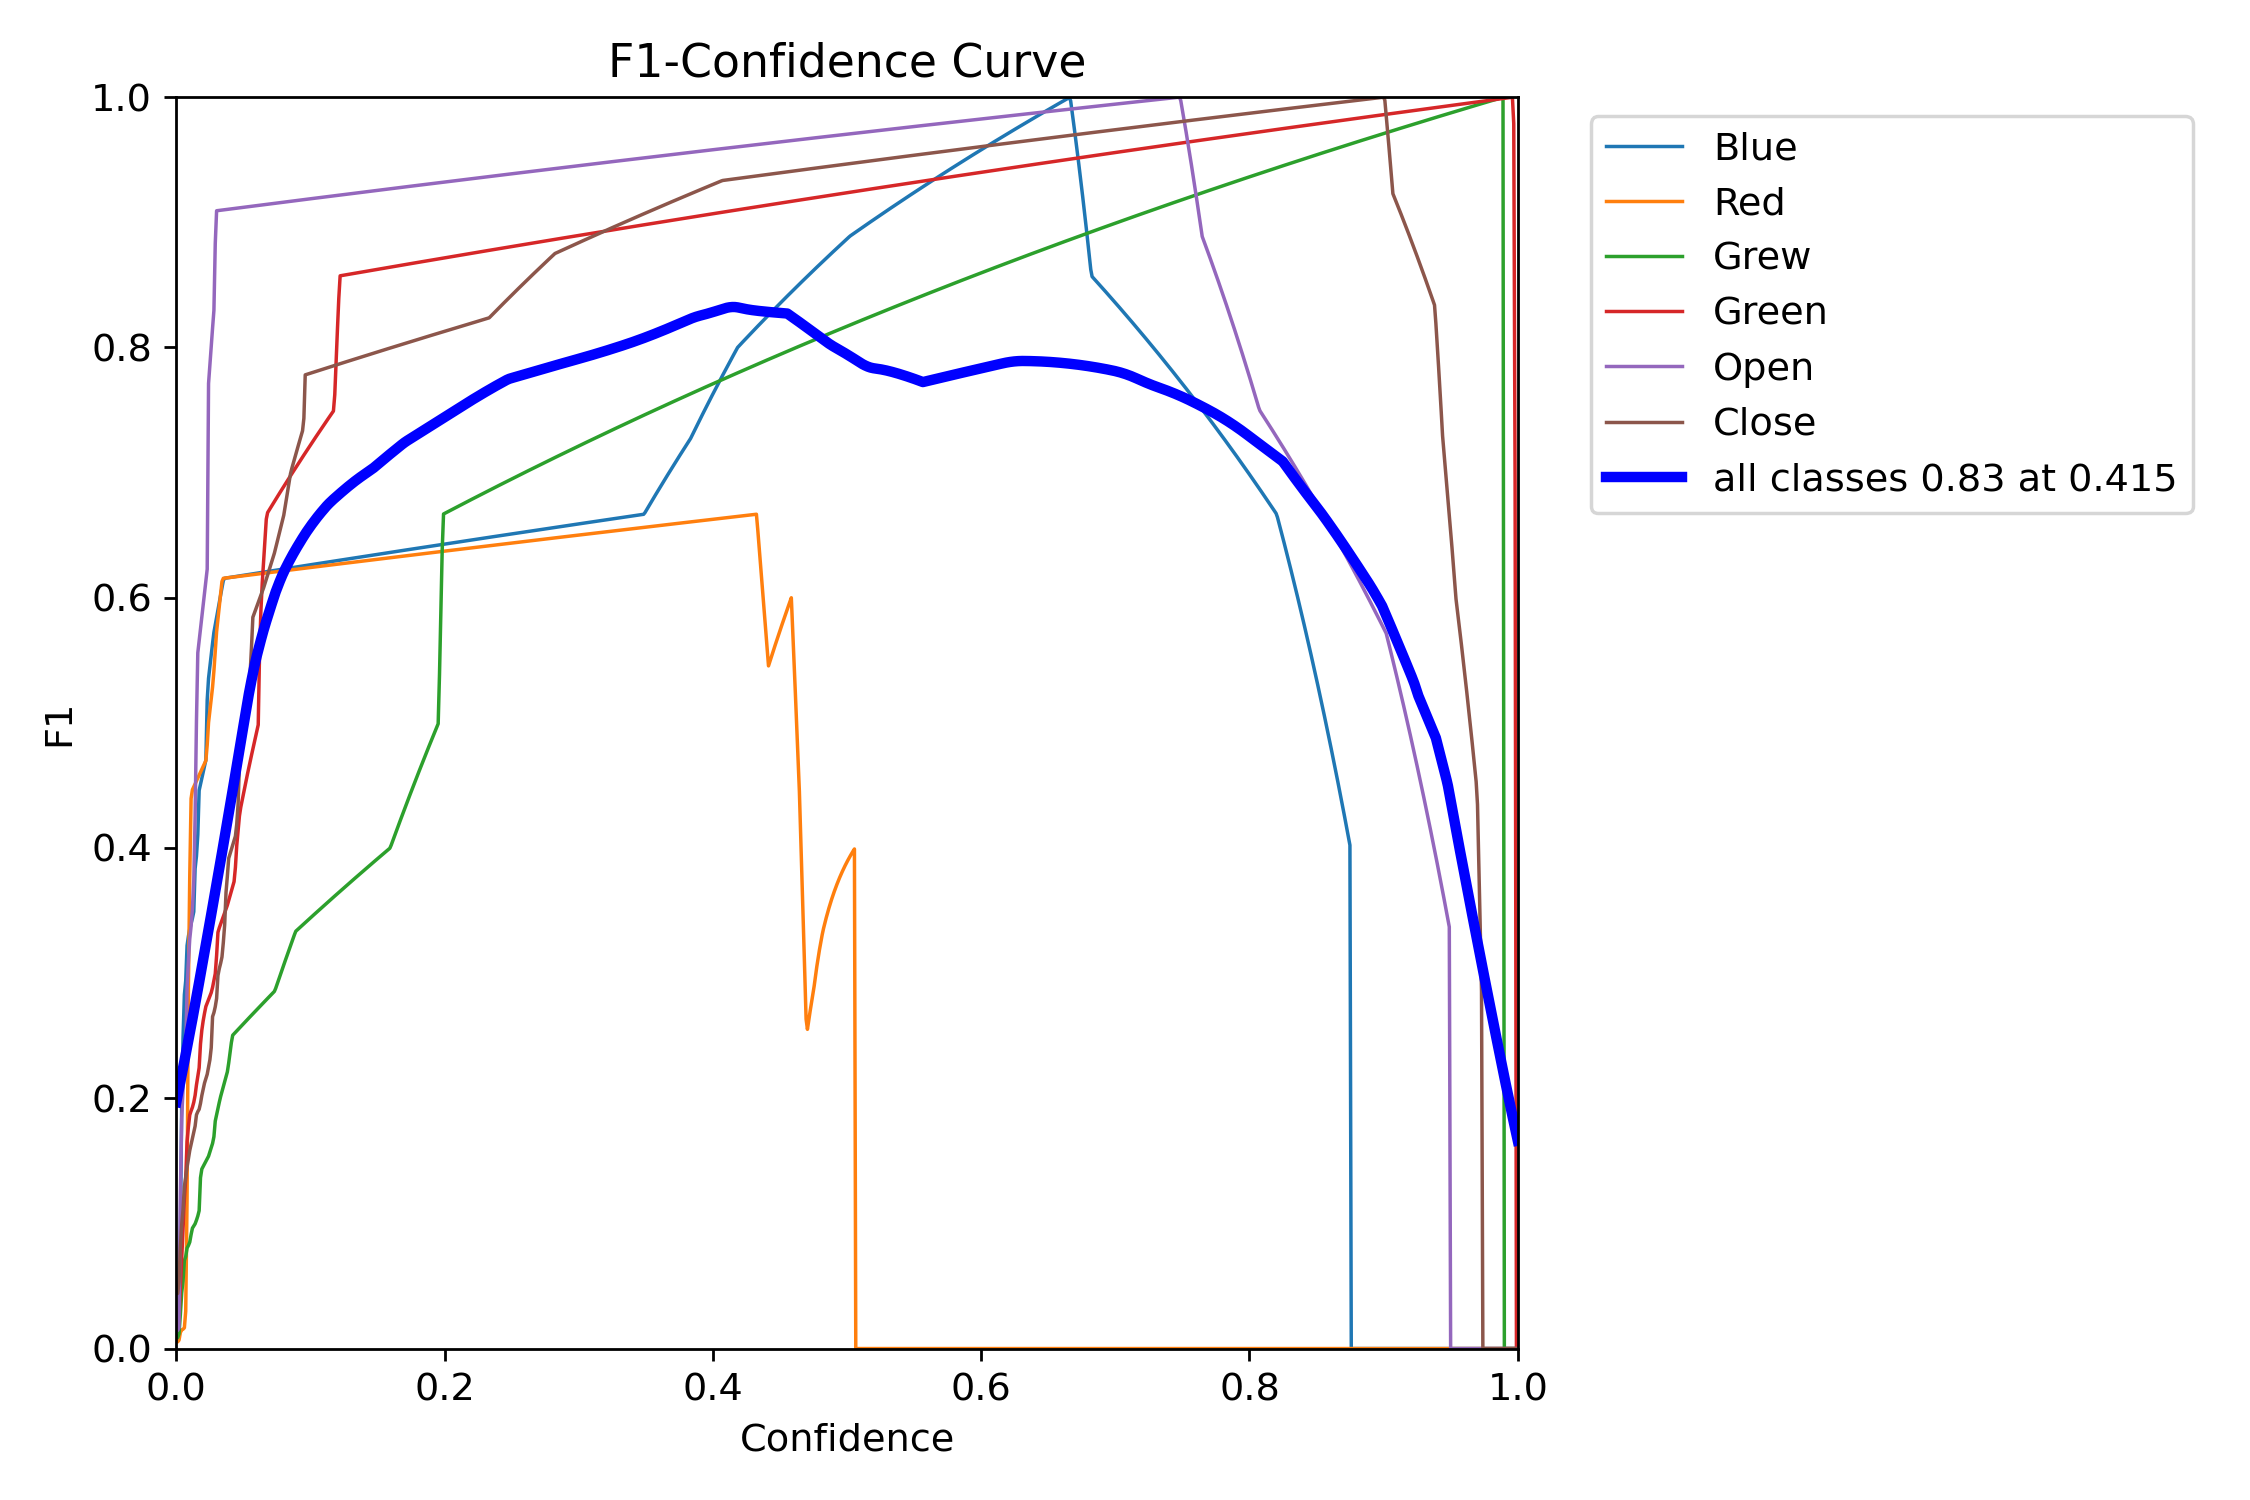 F1-Confidence Curve
1.0
0.8
0.6
0.4
0.2
0.0
F1
0.0 0.2 0.4 0.6 0.8 1.0
Confidence
Blue
Red
Grew
Green
Open
Close
all classes 0.83 at 0.415